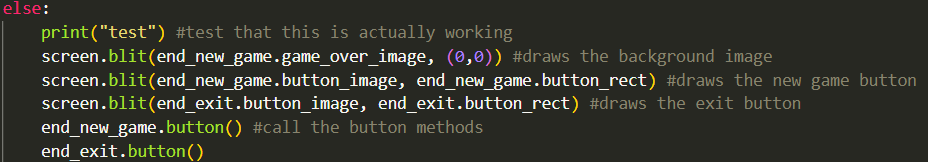 else:
print("test") #test that this is actually working
screen.blit(end_new_game.game_over_image, (0,0)) #draws the background image
screen.blit(end_new_game.button_image, end_new_game.button_rect) #draws the new game button
screen.blit(end_exit.button_image, end_exit.button_rect) #draws the exit button
end_new_game.button() #call the button methods
end_exit.button()